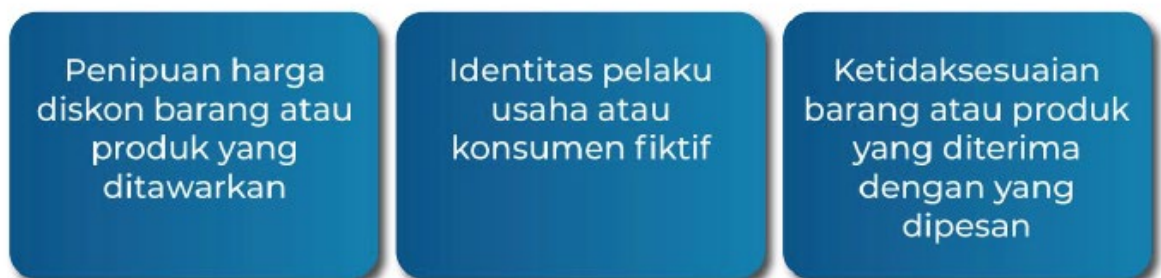 Penipuan harga
diskon barang atau
produk yang
ditawarkan
Identitas pelaku
usaha atau
konsumen fiktif
Ketidaksesuaian
barang atau produk
yang diterima
dengan yang
dipesan